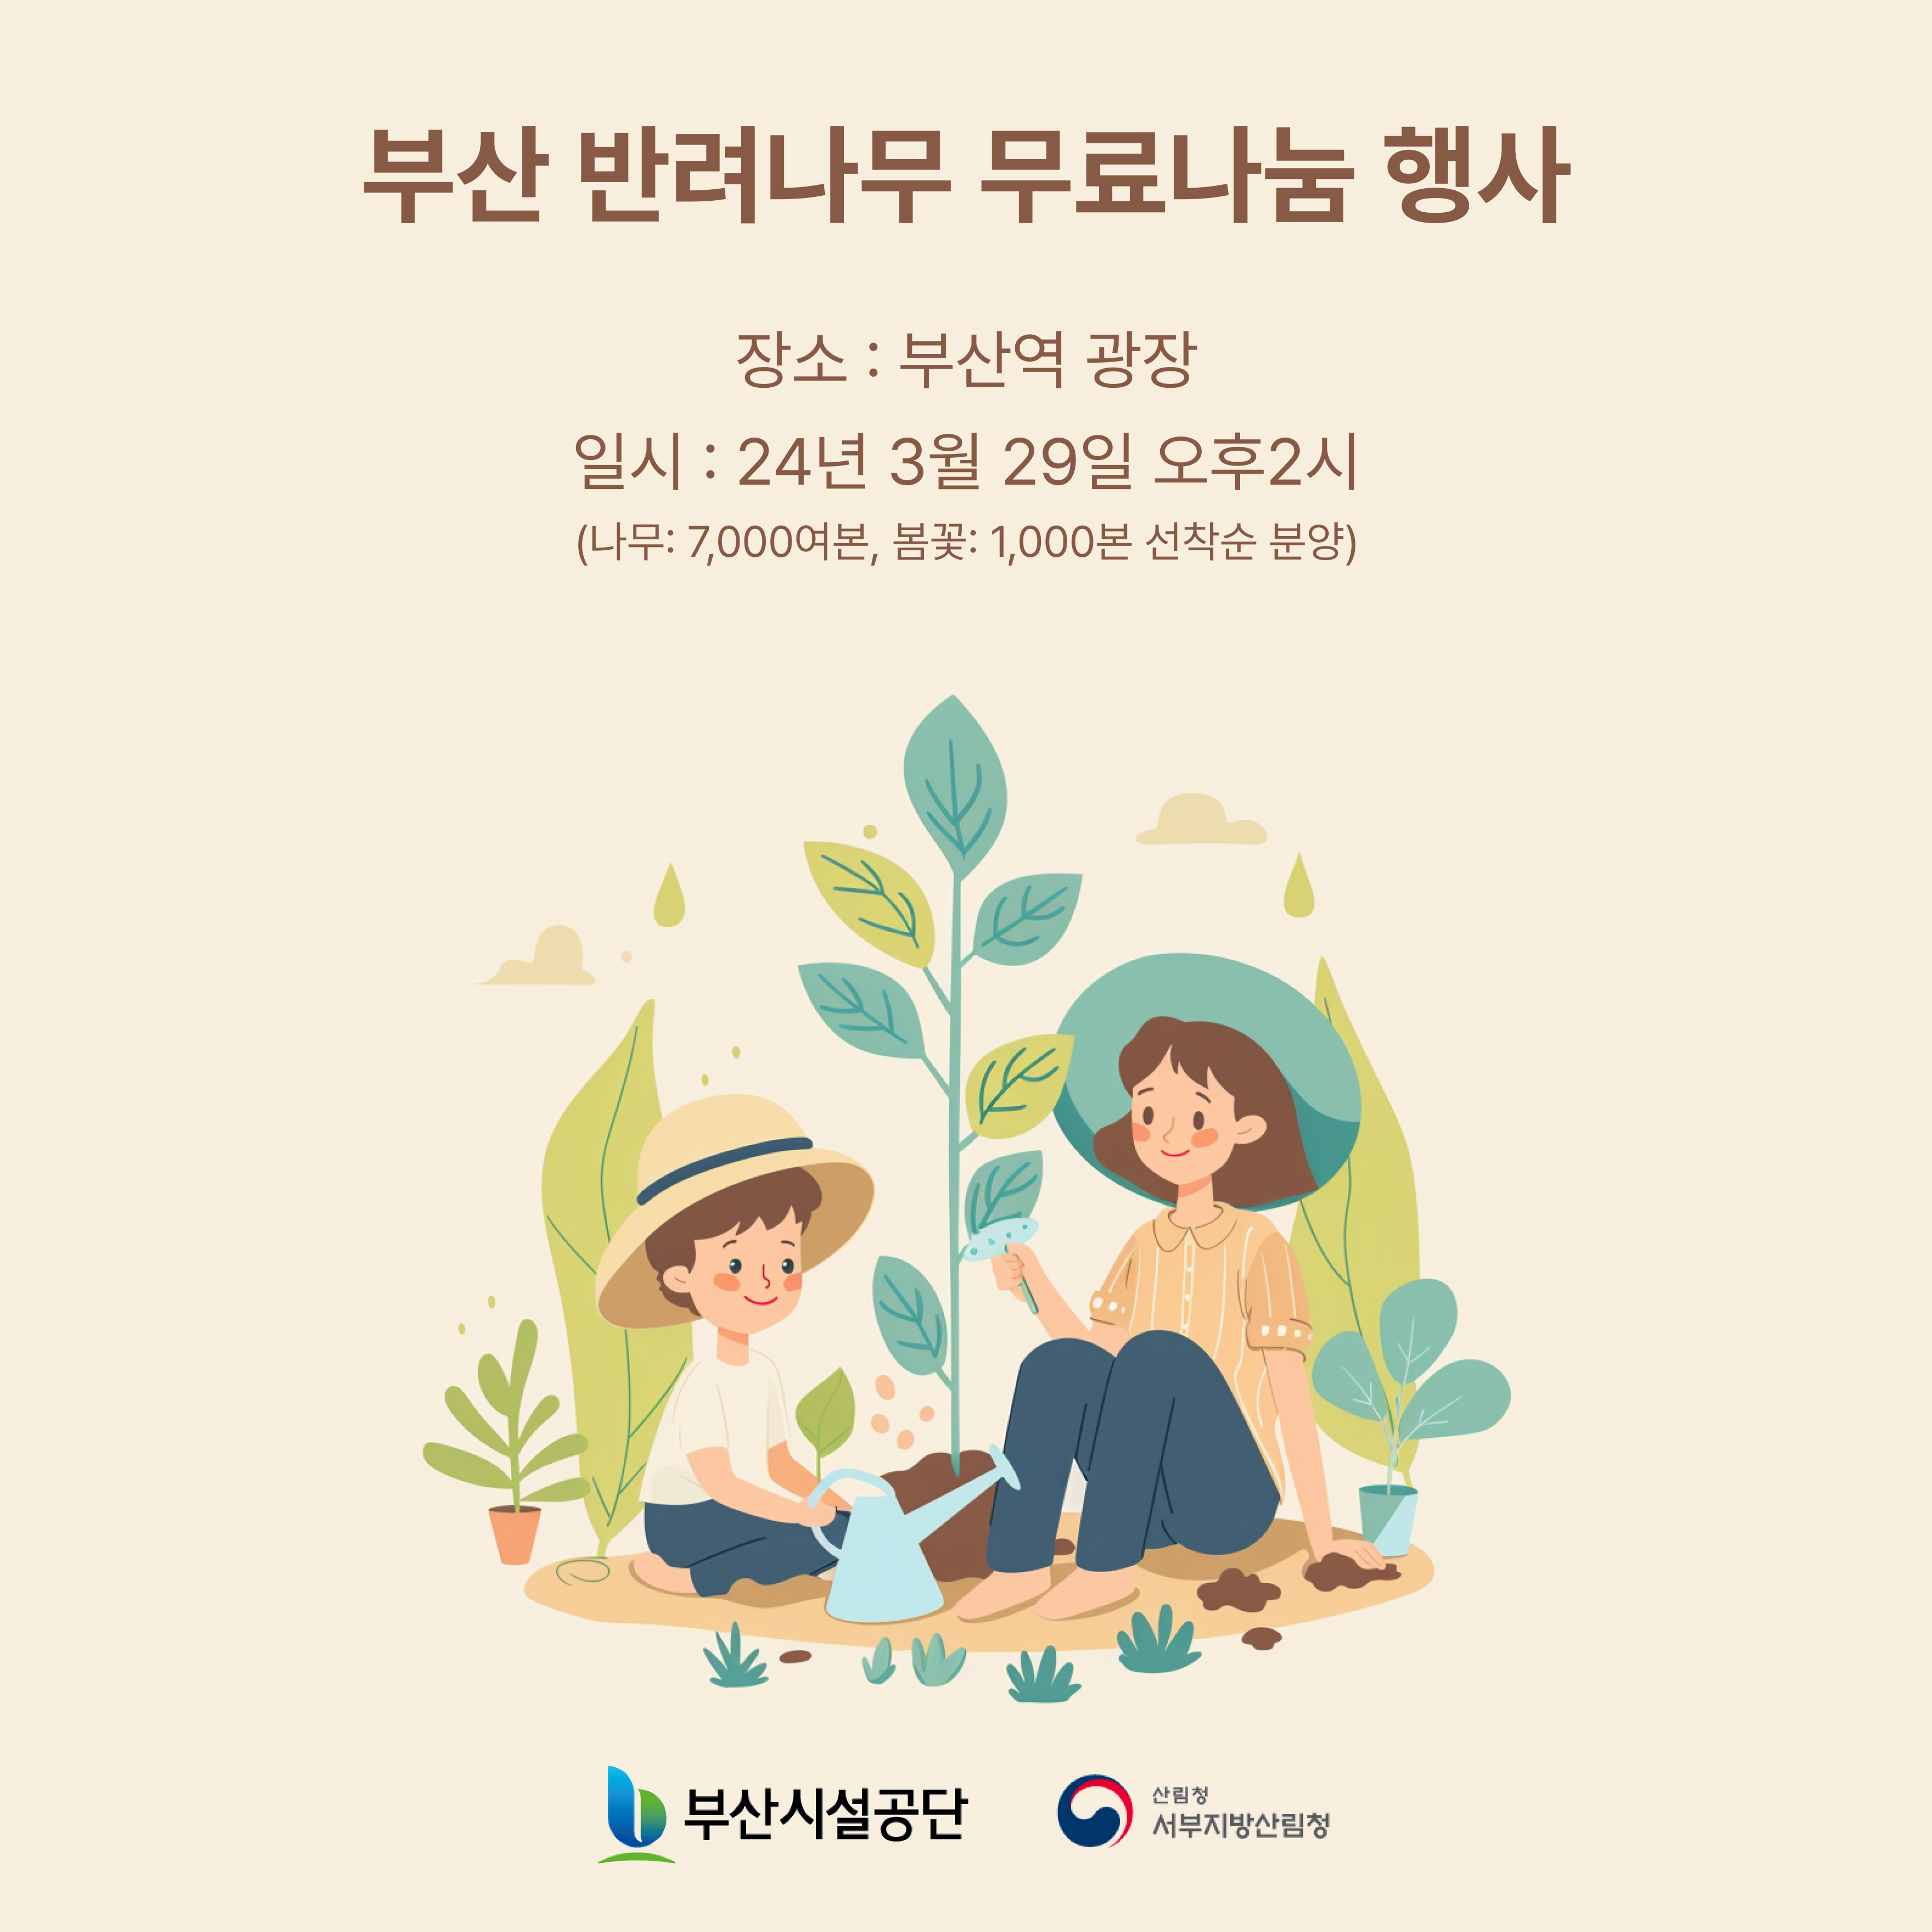 부산 반려나무 무료나눔 행사
장소 : 부산역 광장
일시 : 24년 3월 29일 오후2시
(나무: 7,000여본, 봄꽃: 1,000본 선착순 분양)
부산시설공단
산림청
서부지방산림청